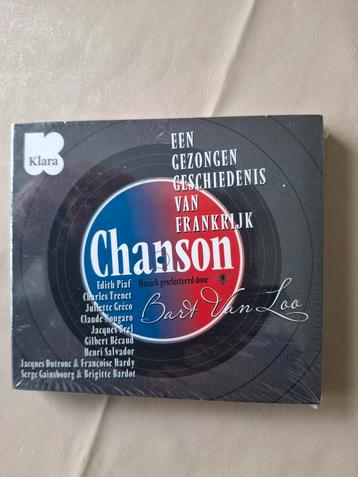 Klara
EEN
GEZONGEN
GESCHIEDENIS
VAN
FRANKRIJK
Chanson
Muziek geselecteerd door
Bart Van Loo
Edith Piaf
Charles Trenet
Juliette Gréco
Claude Nougaro
Jacques Brel
Gilbert Bécaud
Henri Salvador
Jacques Dutronc & Françoise Hardy
Serge Gainsbourg & Brigitte Bardot